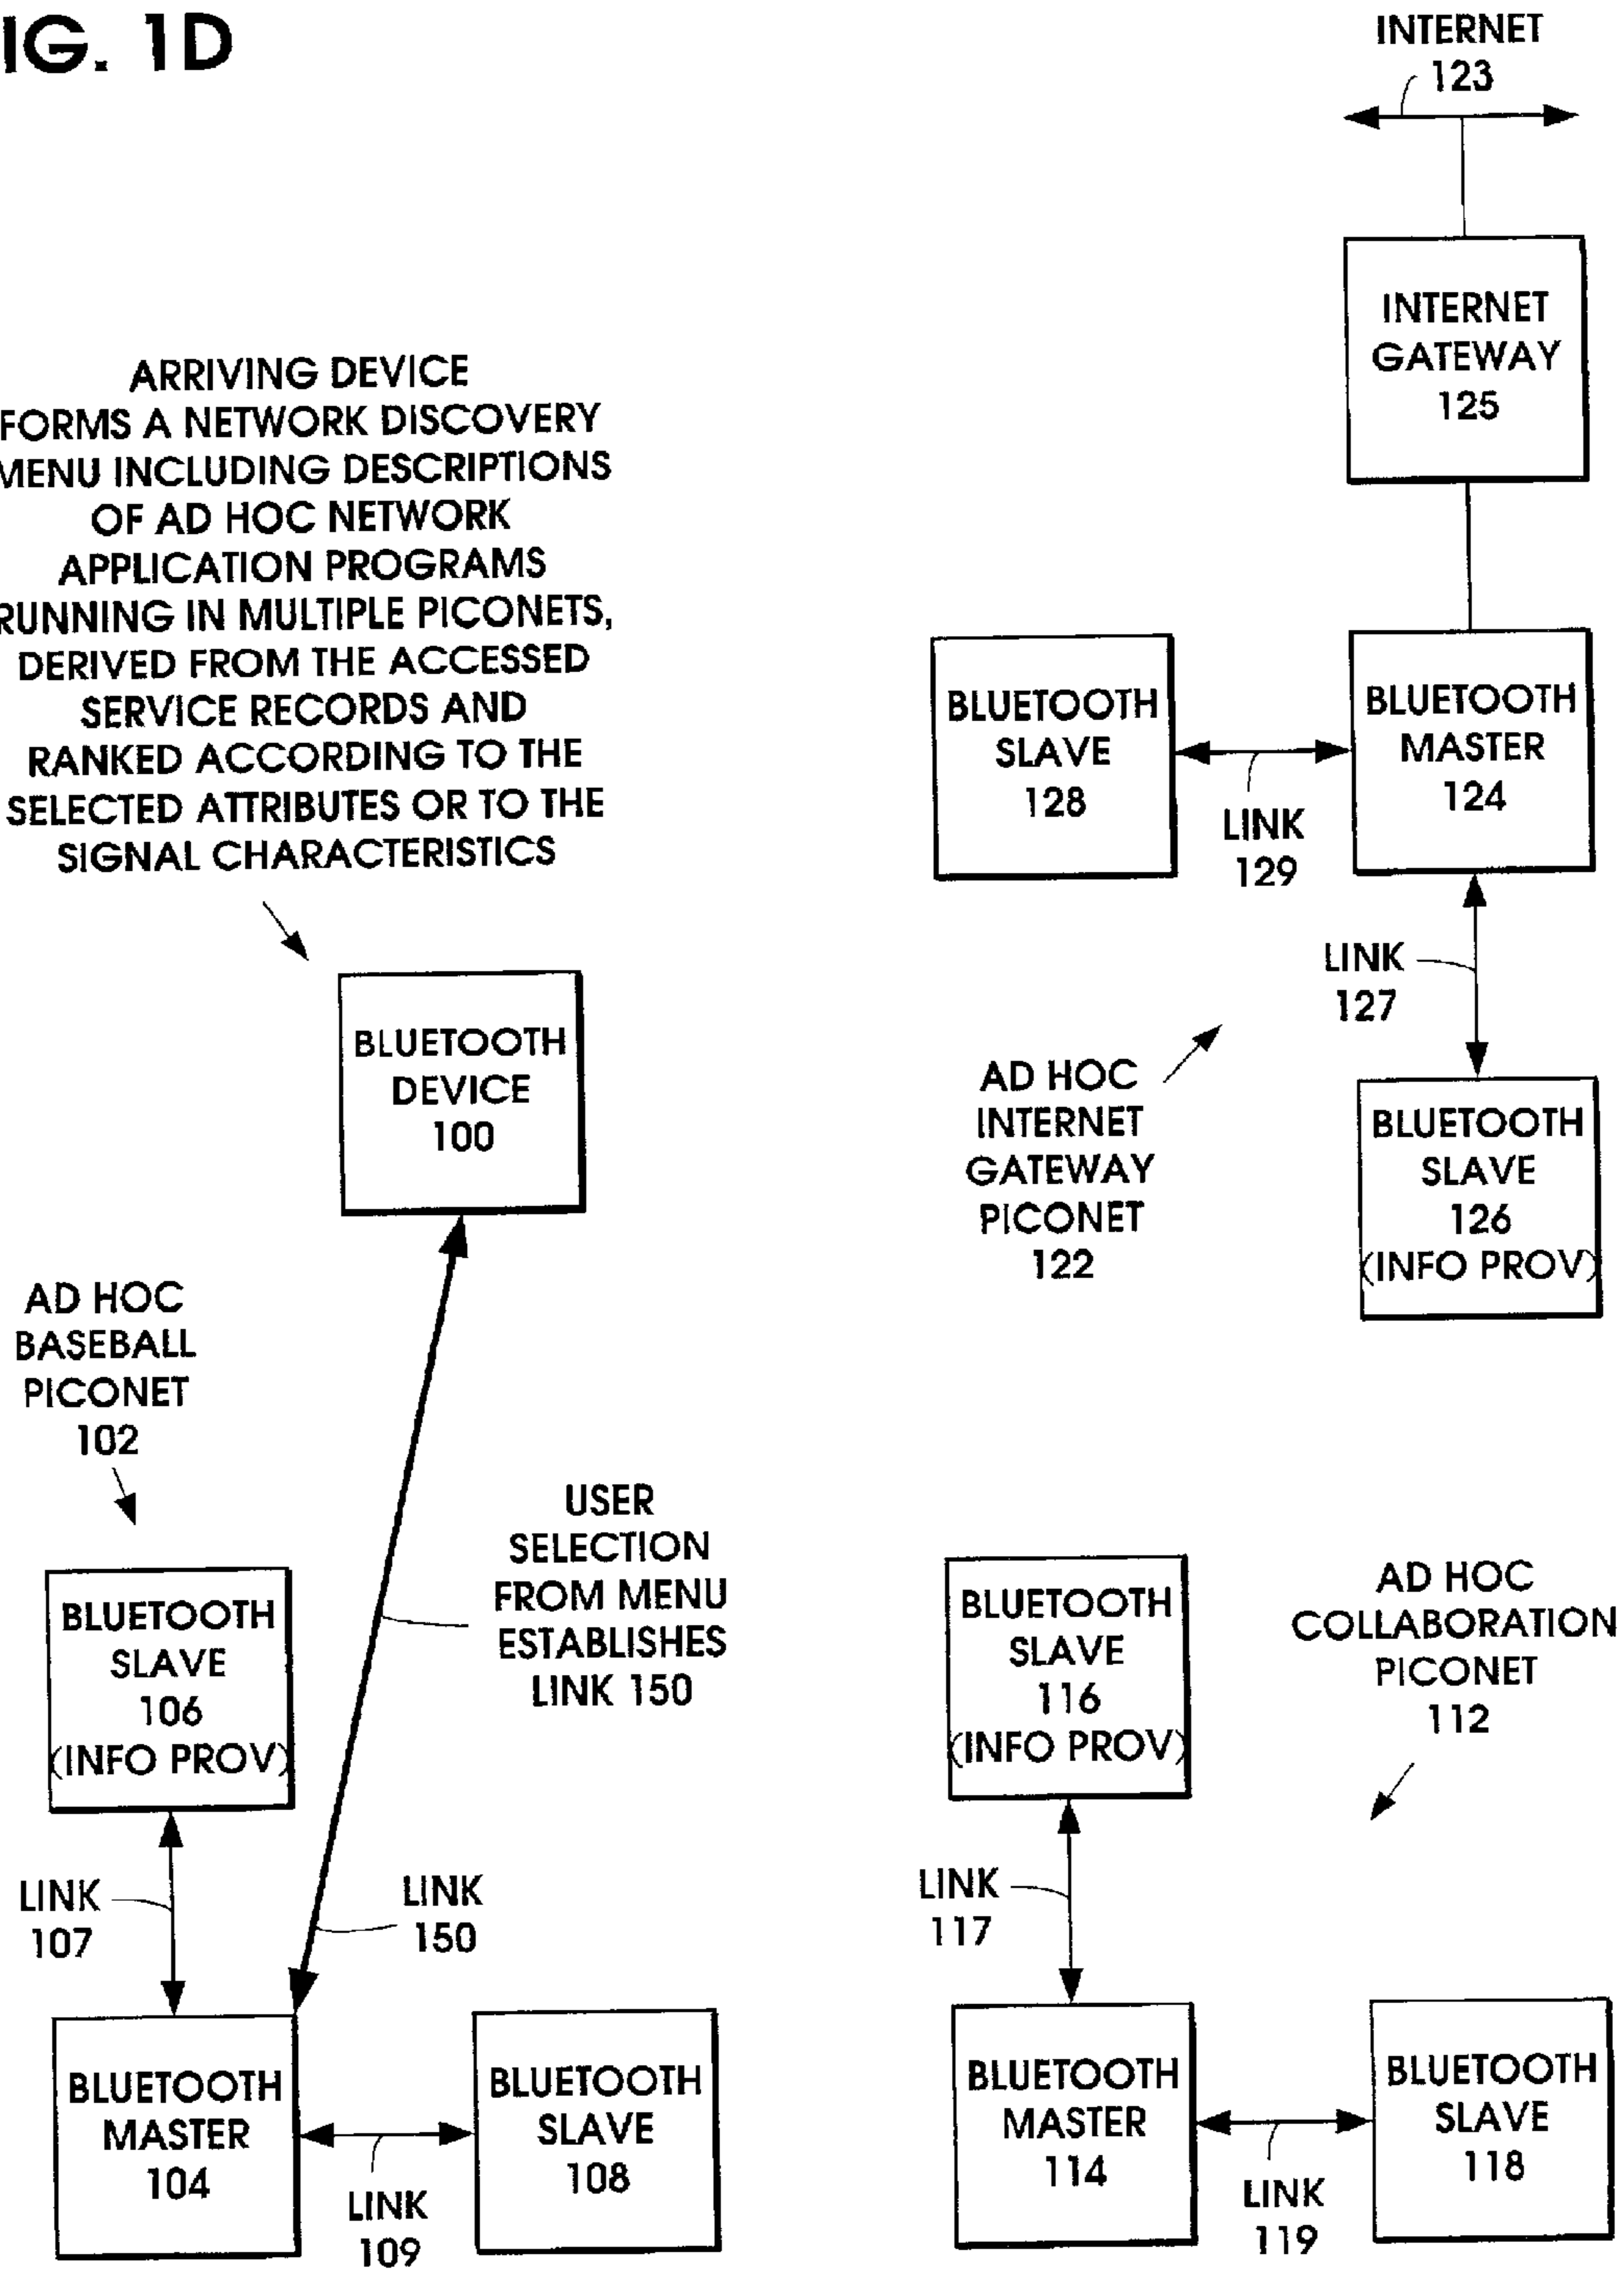 IG. 1D
INTERNET
123
INTERNET
GATEWAY
125
ARRIVING DEVICE
FORMS A NETWORK DISCOVERY
MENU INCLUDING DESCRIPTIONS
OF AD HOC NETWORK
APPLICATION PROGRAMS
RUNNING IN MULTIPLE PICONETS,
DERIVED FROM THE ACCESSED
SERVICE RECORDS AND
RANKED ACCORDING TO THE
SELECTED ATTRIBUTES OR TO THE
SIGNAL CHARACTERISTICS
BLUETOOTH
SLAVE
128
LINK
129
BLUETOOTH
MASTER
124
LINK
127
BLUETOOTH
DEVICE
100
AD HOC
INTERNET
GATEWAY
PICONET
122
BLUETOOTH
SLAVE
126
(INFO PROV)
AD HOC
BASEBALL
PICONET
102
USER
SELECTION
FROM MENU
ESTABLISHES
LINK 150
BLUETOOTH
SLAVE
106
(INFO PROV)
LINK
107
LINK
150
BLUETOOTH
MASTER
104
LINK
109
BLUETOOTH
SLAVE
108
BLUETOOTH
SLAVE
116
(INFO PROV)
AD HOC
COLLABORATION
PICONET
112
LINK
117
BLUETOOTH
MASTER
114
LINK
119
BLUETOOTH
SLAVE
118